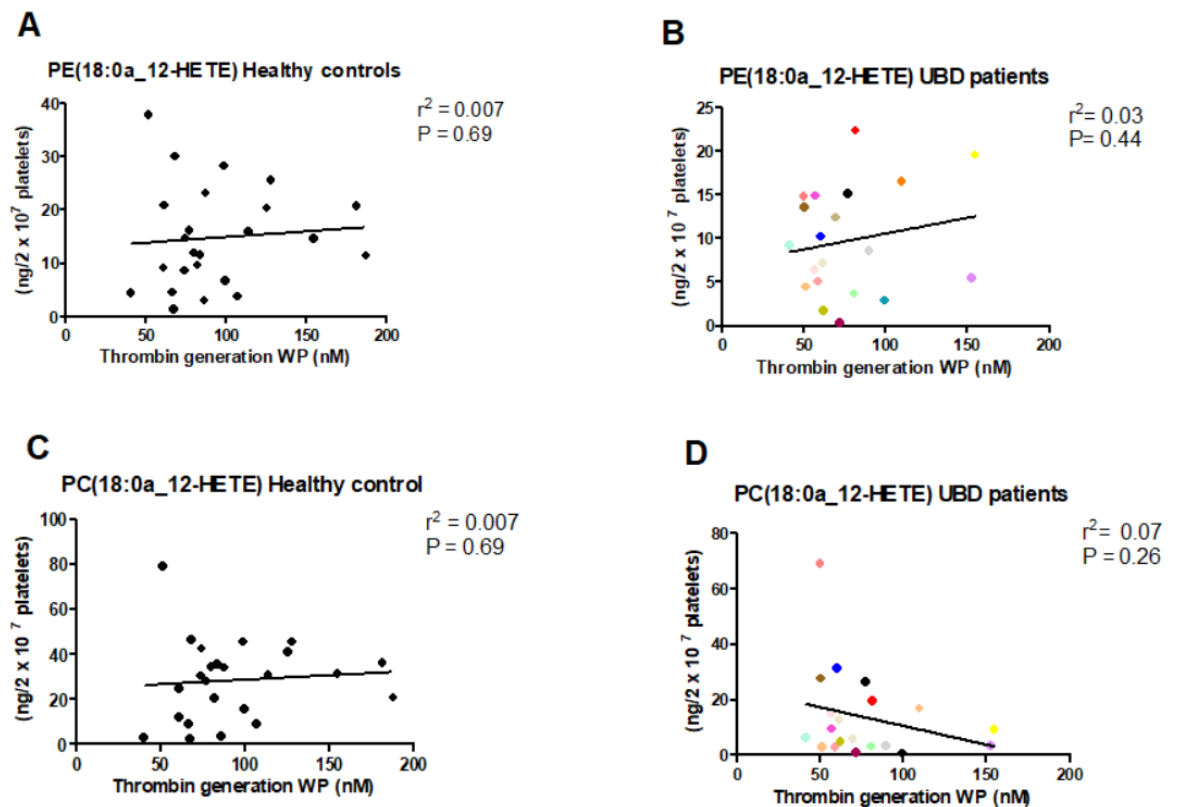 A
PE(18:0a_12-HETE) Healthy controls
r² = 0.007
P = 0.69
(ng/2 x 10⁷ platelets)
40
30
20
10
0
0 50 100 150 200
Thrombin generation WP (nM)
B
PE(18:0a_12-HETE) UBD patients
r²= 0.03
P= 0.44
(ng/2 x 10 ⁷ platelets)
25
20
15
10
5
0
0 50 100 150 200
Thrombin generation WP (nM)
C
PC(18:0a_12-HETE) Healthy control
r² = 0.007
P = 0.69
(ng/2 x 10 ⁷ platelets)
100
80
60
40
20
0
0 50 100 150 200
Thrombin generation WP (nM)
D
PC(18:0a_12-HETE) UBD patients
r²= 0.07
P = 0.26
(ng/2 x 10 ⁷ platelets)
80
60
40
20
0
0 50 100 150 200
Thrombin generation WP (nM)